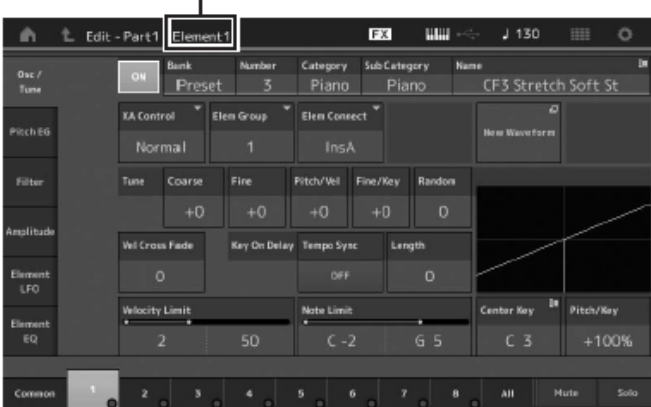 Edit - Part1 Element1 FX ♩ 130
Osc / Tune
Pitch EG
Filter
Amplitude
Element LFO
Element EQ
ON
Bank Number Category Sub Category Name
Preset 3 Piano Piano CF3 Stretch Soft St
XA Control Elem Group Elem Connect
Normal 1 InsA
New Waveform
Tune Coarse Fine Pitch/Vel Fine/Key Random
+0 +0 +0 +0 0
Vel Cross Fade Key On Delay Tempo Sync Length
0 OFF 0
Velocity Limit Note Limit Center Key Pitch/Key
2 50 C -2 G 5 C 3 +100%
Common 1 2 3 4 5 6 7 8 All Mute Solo